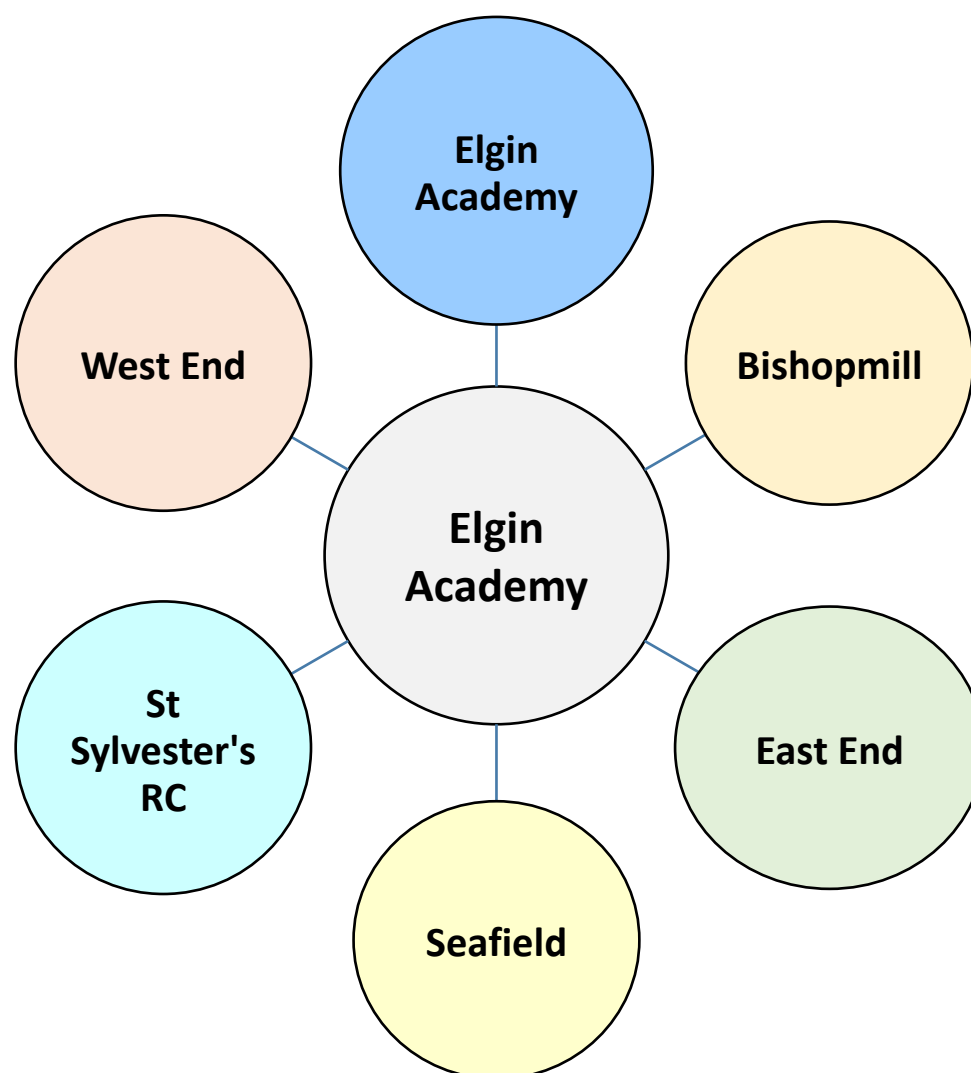 Elgin
Academy
West End
Bishopmill
Elgin
Academy
St
Sylvester's
RC
East End
Seafield